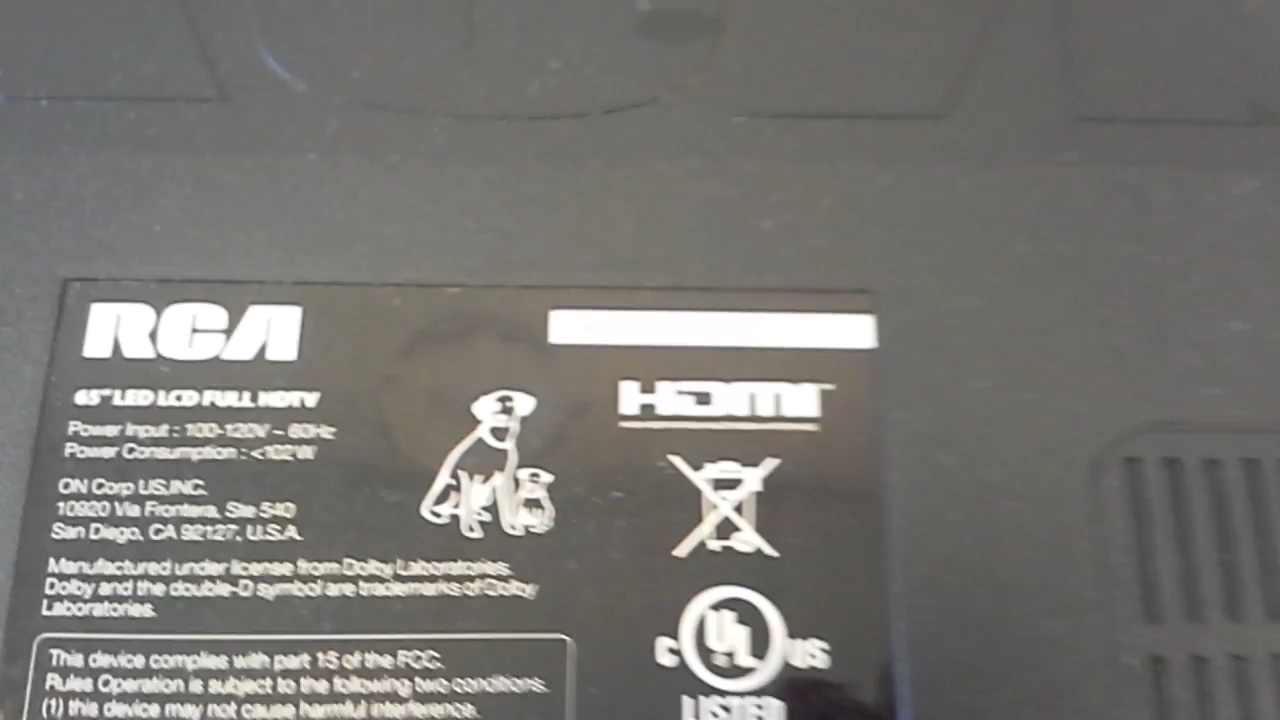 RCA
65" LED LCD FULL HDTV
Power Input : 100-120V ~ 60Hz
Power Consumption : <102W
ON Corp US,INC.
10920 Via Frontera, Ste 540
San Diego, CA 92127, U.S.A.
Manufactured under license from Dolby Laboratories.
Dolby and the double-D symbol are trademarks of Dolby
Laboratories.
This device complies with part 15 of the FCC.
Rules Operation is subject to the following two conditions.
(1) this device may not cause harmful interference.
HDMI
C UL US
LISTED